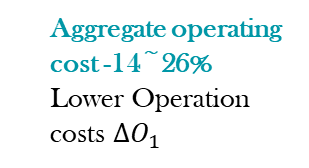 Aggregate operating
cost -14~26%
Lower Operation
costs Δ𝑂₁